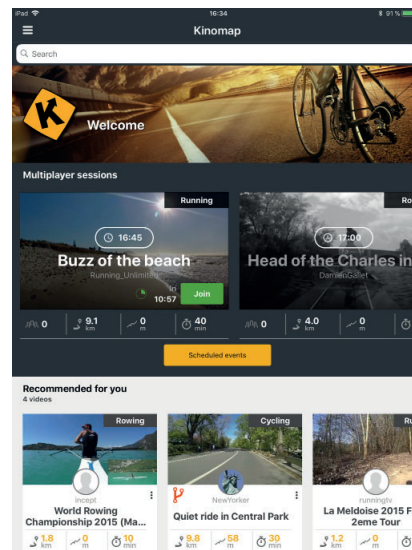 iPad 16:34 91 %
Kinomap
Search
K
Welcome
Multiplayer sessions
Running
16:45
Buzz of the beach
Running_Unlimite
In
10:57
Join
0
9.1
km
0
m
40
min
Ro
17:00
Head of the Charles in
DamienGallet
0
4.0
km
0
m
Scheduled events
Recommended for you
4 videos
Rowing
incept
World Rowing
Championship 2015 (Ma...
1.8
km
0
m
10
min
Cycling
NewYorker
Quiet ride in Central Park
9.8
km
58
m
30
min
Ru
runningtv
La Meldoise 2015 F
2eme Tour
1.2
km
0
m